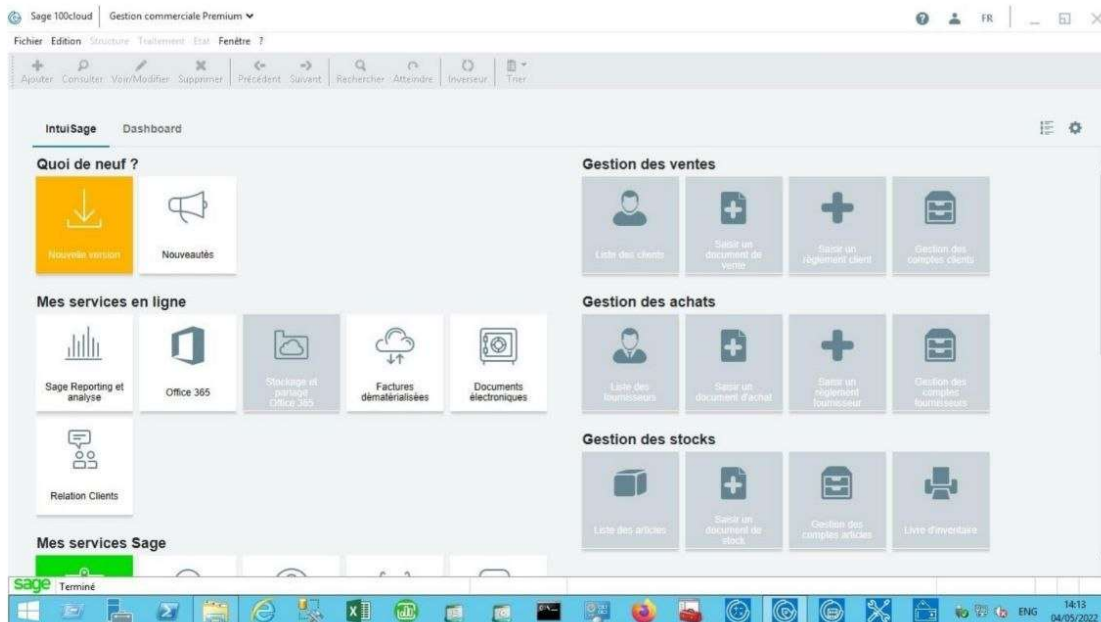 Sage 100cloud Gestion commerciale Premium
FR
Fichier Edition Structure Traitement Etat Fenêtre ?
Ajouter Consulter Voir/Modifier Supprimer Précédent Suivant Rechercher Atteindre Inverseur Trier
IntuiSage Dashboard
Quoi de neuf ?
Nouvelle version
Nouveautés
Mes services en ligne
Sage Reporting et
analyse
Office 365
Stockage et
partage
Office 365
Factures
dématérialisées
Documents
électroniques
Relation Clients
Mes services Sage
Gestion des ventes
Liste des clients
Saisir un
document de
vente
Saisir un
règlement client
Gestion des
comptes clients
Gestion des achats
Liste des
fournisseurs
Saisir un
document d'achat
Saisir un
règlement
fournisseur
Gestion des
comptes
fournisseurs
Gestion des stocks
Liste des articles
Saisir un
document de
stock
Gestion des
comptes articles
Livre d'inventaire
sage Terminé
ENG
14:13
04/05/2022